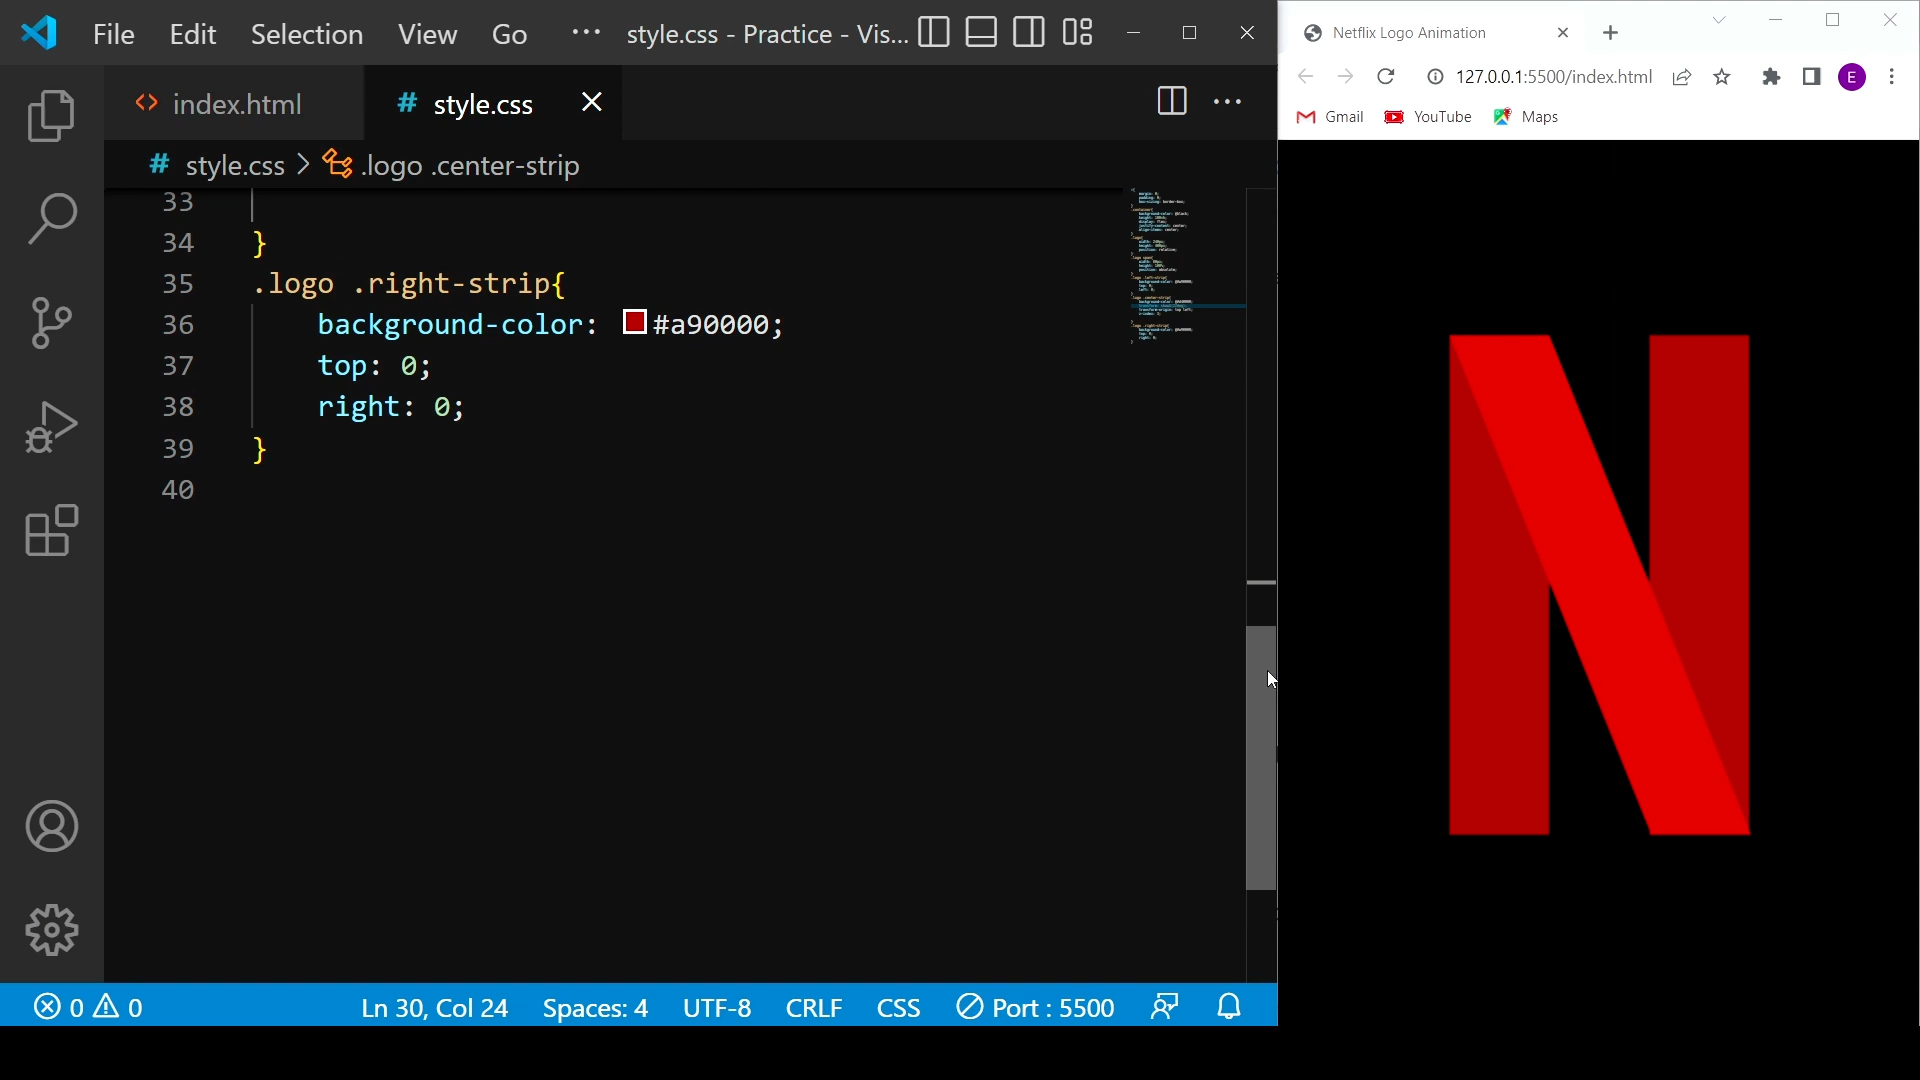 File Edit Selection View Go ··· style.css - Practice - Vis...
index.html
# style.css
# style.css > .logo .center-strip
33
34 }
35 .logo .right-strip{
36 background-color: #a90000;
37 top: 0;
38 right: 0;
39 }
40
0 0 Ln 30, Col 24 Spaces: 4 UTF-8 CRLF CSS Port : 5500
Netflix Logo Animation
127.0.0.1:5500/index.html
E
Gmail YouTube Maps